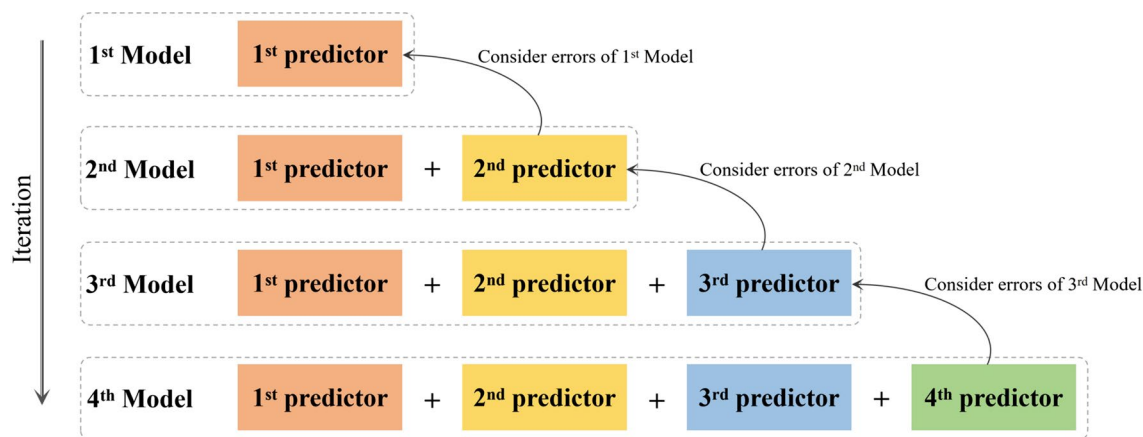 1st Model 1st predictor Consider errors of 1st Model
2nd Model 1st predictor + 2nd predictor Consider errors of 2nd Model
3rd Model 1st predictor + 2nd predictor + 3rd predictor Consider errors of 3rd Model
4th Model 1st predictor + 2nd predictor + 3rd predictor + 4th predictor
Iteration